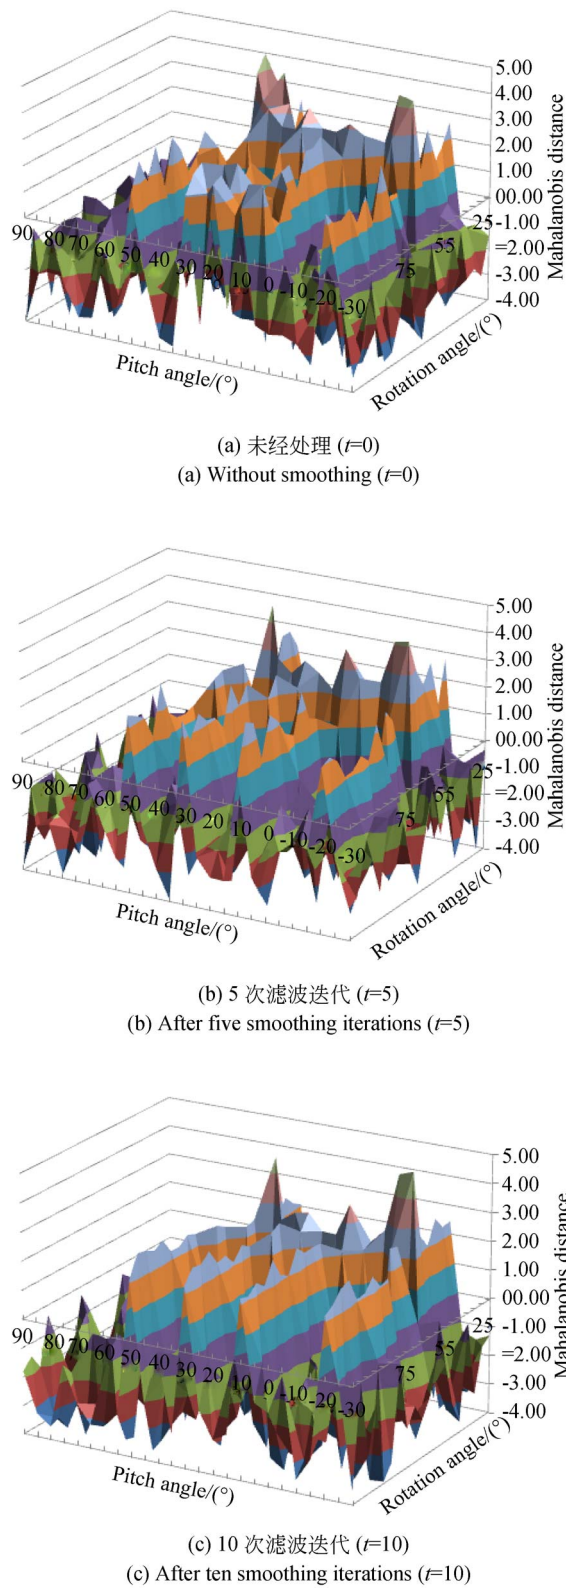 5.00
4.00
3.00
2.00
1.00
00.00
-1.00
=2.00
-3.00
-4.00
Mahalanobis distance
25
55
75
Rotation angle/(°)
90 80 70 60 50 40 30 20 10 0 -10 -20 -30
Pitch angle/(°)
(a) 未经处理 (t=0)
(a) Without smoothing (t=0)
5.00
4.00
3.00
2.00
1.00
00.00
-1.00
=2.00
-3.00
-4.00
Mahalanobis distance
25
55
75
Rotation angle/(°)
90 80 70 60 50 40 30 20 10 0 -10 -20 -30
Pitch angle/(°)
(b) 5 次滤波迭代 (t=5)
(b) After five smoothing iterations (t=5)
5.00
4.00
3.00
2.00
1.00
00.00
-1.00
=2.00
-3.00
-4.00
Mahalanobis distance
25
55
75
Rotation angle/(°)
90 80 70 60 50 40 30 20 10 0 -10 -20 -30
Pitch angle/(°)
(c) 10 次滤波迭代 (t=10)
(c) After ten smoothing iterations (t=10)